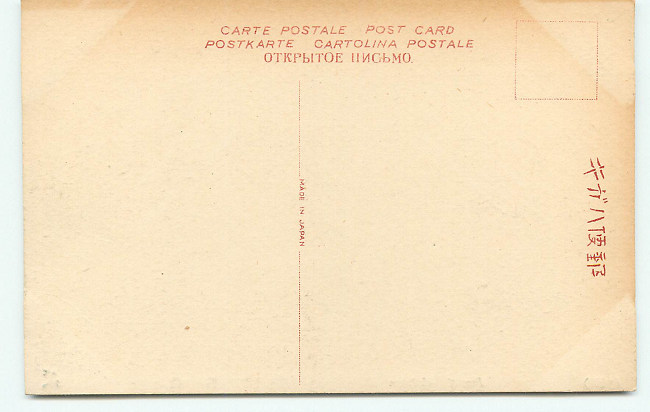 CARTE POSTALE POST CARD
POSTKARTE CARTOLINA POSTALE
ОТКРЫТОЕ ПИСЬМО.
MADE IN JAPAN
郵便ハガキ